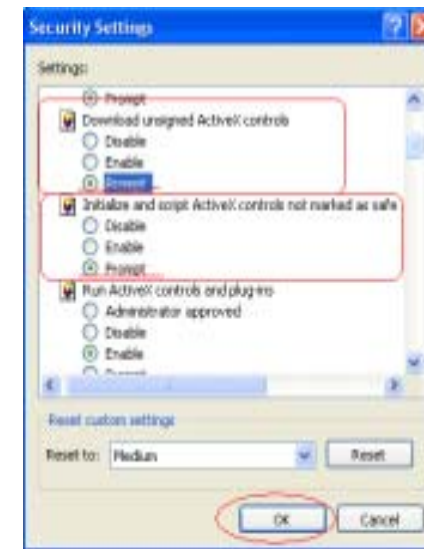 Security Settings
Settings:
Prompt
Download unsigned ActiveX controls
Disable
Enable
Prompt
Initialize and script ActiveX controls not marked as safe
Disable
Enable
Prompt
Run ActiveX controls and plug-ins
Administrator approved
Disable
Enable
Reset custom settings
Reset to: Medium Reset
OK Cancel